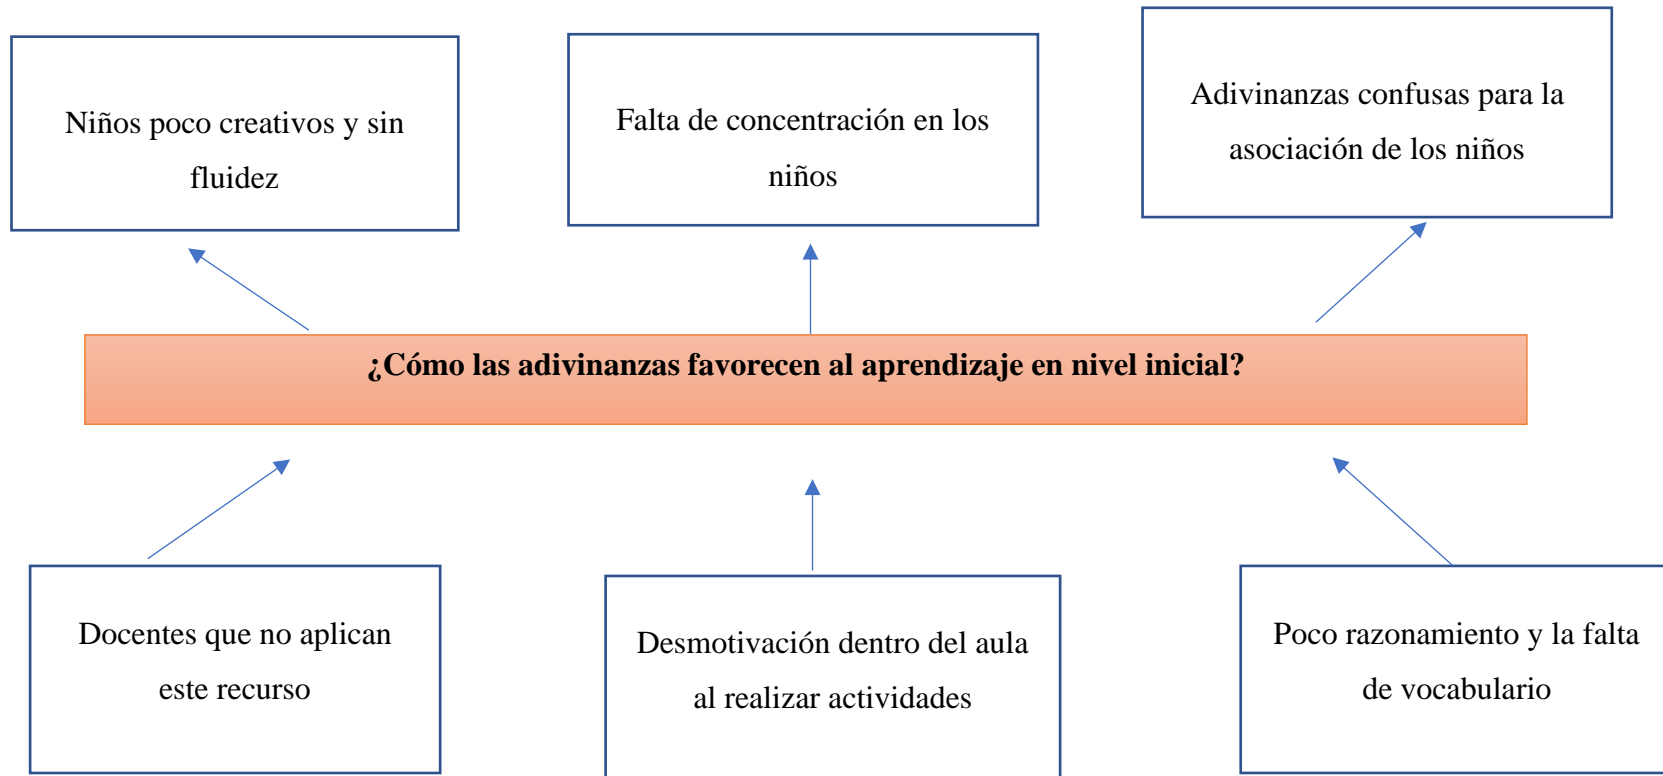 Niños poco creativos y sin
fluidez
Falta de concentración en los
niños
Adivinanzas confusas para la
asociación de los niños
¿Cómo las adivinanzas favorecen al aprendizaje en nivel inicial?
Docentes que no aplican
este recurso
Desmotivación dentro del aula
al realizar actividades
Poco razonamiento y la falta
de vocabulario